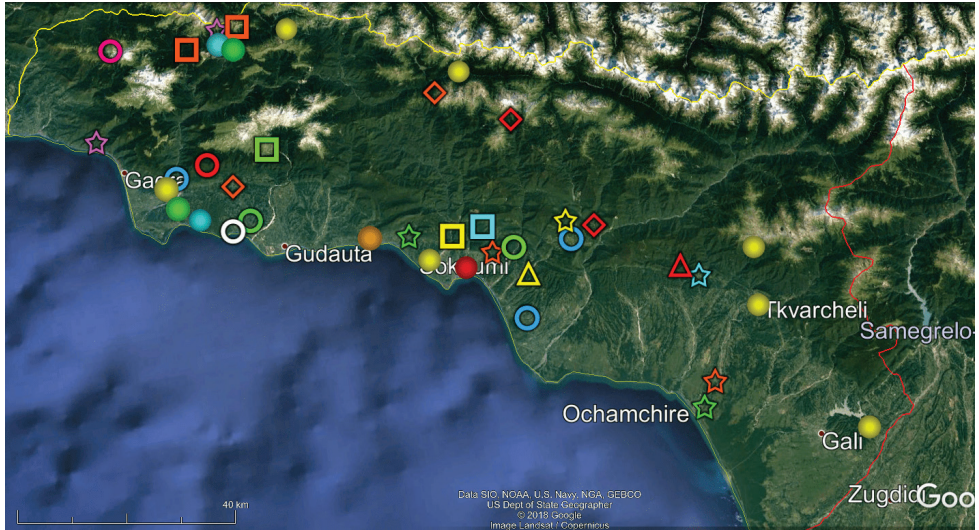 Gagra
Gudauta
Sokhumi
Tkvarcheli
Samegrelo-
Ochamchire
Gali
Zugdidi
Goo
40 km
Data SIO, NOAA, U.S. Navy, NGA, GEBCO
US Dept of State Geographer
© 2018 Google
Image Landsat / Copernicus